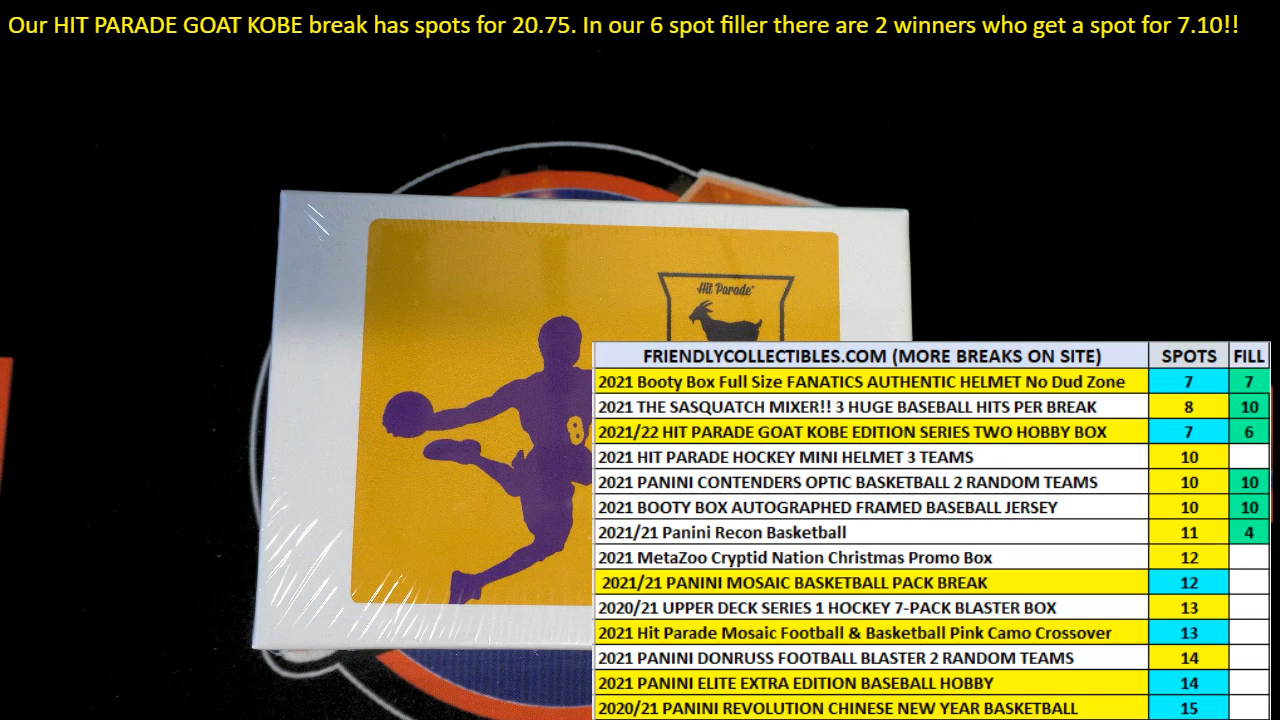 Our HIT PARADE GOAT KOBE break has spots for 20.75. In our 6 spot filler there are 2 winners who get a spot for 7.10!!
Hit Parade
8
FRIENDLYCOLLECTIBLES.COM (MORE BREAKS ON SITE) SPOTS FILL
2021 Booty Box Full Size FANATICS AUTHENTIC HELMET No Dud Zone 7 7
2021 THE SASQUATCH MIXER!! 3 HUGE BASEBALL HITS PER BREAK 8 10
2021/22 HIT PARADE GOAT KOBE EDITION SERIES TWO HOBBY BOX 7 6
2021 HIT PARADE HOCKEY MINI HELMET 3 TEAMS 10
2021 PANINI CONTENDERS OPTIC BASKETBALL 2 RANDOM TEAMS 10 10
2021 BOOTY BOX AUTOGRAPHED FRAMED BASEBALL JERSEY 10 10
2021/21 Panini Recon Basketball 11 4
2021 MetaZoo Cryptid Nation Christmas Promo Box 12
2021/21 PANINI MOSAIC BASKETBALL PACK BREAK 12
2020/21 UPPER DECK SERIES 1 HOCKEY 7-PACK BLASTER BOX 13
2021 Hit Parade Mosaic Football & Basketball Pink Camo Crossover 13
2021 PANINI DONRUSS FOOTBALL BLASTER 2 RANDOM TEAMS 14
2021 PANINI ELITE EXTRA EDITION BASEBALL HOBBY 14
2020/21 PANINI REVOLUTION CHINESE NEW YEAR BASKETBALL 15